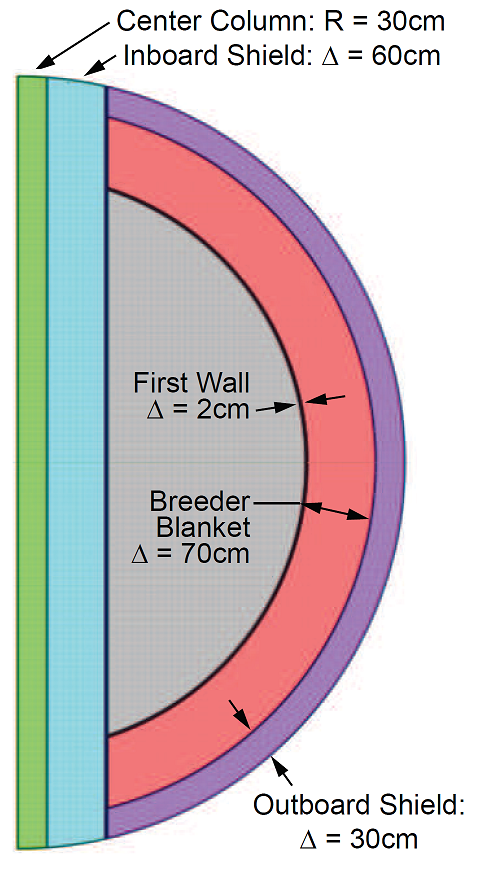 Center Column: R = 30cm
Inboard Shield: Δ = 60cm
First Wall
Δ = 2cm
Breeder
Blanket
Δ = 70cm
Outboard Shield:
Δ = 30cm